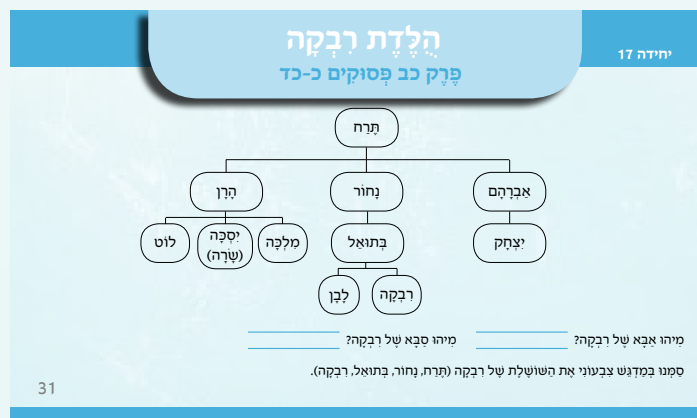 יחידה 17
הֻלֶּדֶת רִבְקָה
פֶּרֶק כב פְּסוּקִים כ-כד
תֶּרַח
אַבְרָהָם
נָחוֹר
הָרָן
יִצְחָק
בְּתוּאֵל
מִלְכָּה
יִסְכָּה
(שָׂרָה)
לוֹט
רִבְקָה
לָבָן
מִיהוּ אַבָּא שֶׁל רִבְקָה? מִיהוּ סַבָּא שֶׁל רִבְקָה?
סַמְּנוּ בְּמַדְגֵּשׁ צִבְעוֹנִי אֶת הַשּׁוֹשֶׁלֶת שֶׁל רִבְקָה (תֶּרַח, נָחוֹר, בְּתוּאֵל, רִבְקָה).
31